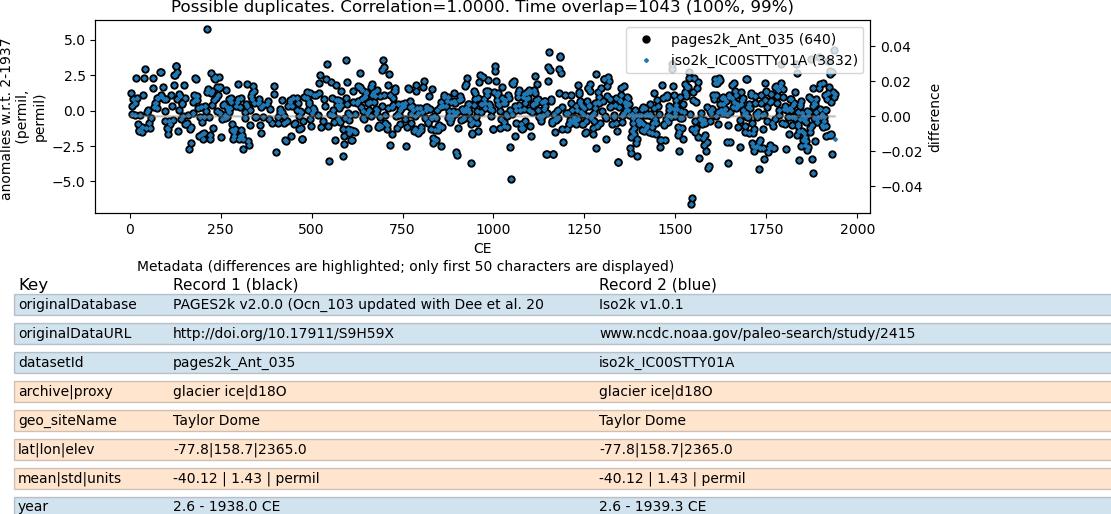 Possible duplicates. Correlation=1.0000. Time overlap=1043 (100%, 99%)
anomalies w.r.t. 2-1937
(permil,
permil)
5.0
2.5
0.0
−2.5
−5.0
pages2k_Ant_035 (640)
iso2k_IC00STTY01A (3832)
0.04
0.02
0.00
−0.02
−0.04
difference
0 250 500 750 1000 1250 1500 1750 2000
CE
Metadata (differences are highlighted; only first 50 characters are displayed)
Key Record 1 (black) Record 2 (blue)
originalDatabase PAGES2k v2.0.0 (Ocn_103 updated with Dee et al. 20 Iso2k v1.0.1
originalDataURL http://doi.org/10.17911/S9H59X www.ncdc.noaa.gov/paleo-search/study/2415
datasetId pages2k_Ant_035 iso2k_IC00STTY01A
archive|proxy glacier ice|d18O glacier ice|d18O
geo_siteName Taylor Dome Taylor Dome
lat|lon|elev -77.8|158.7|2365.0 -77.8|158.7|2365.0
mean|std|units -40.12 | 1.43 | permil -40.12 | 1.43 | permil
year 2.6 - 1938.0 CE 2.6 - 1939.3 CE